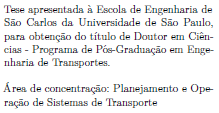 Tese apresentada à Escola de Engenharia de
São Carlos da Universidade de São Paulo,
para obtenção do título de Doutor em Ciên-
cias - Programa de Pós-Graduação em Enge-
nharia de Transportes.
Área de concentração: Planejamento e Ope-
ração de Sistemas de Transporte